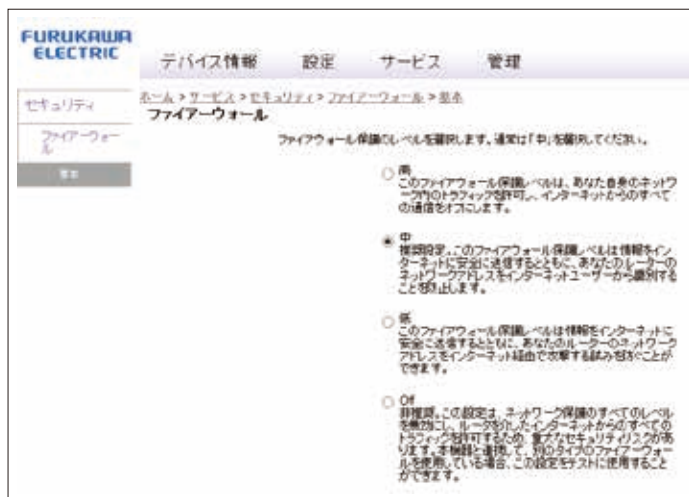 FURUKAWA
ELECTRIC
デバイス情報 設定 サービス 管理
ホーム > サービス > セキュリティ > ファイアーウォール > 基本
セキュリティ
ファイアーウォー
ル
基本
ファイアーウォール
ファイアウォール保護のレベルを選択します。通常は「中」を選択してください。
高
このファイアウォール保護レベルは、あなた自身のネットワ
ーク内のトラフィックを許可し、インターネットからのすべて
の通信をオフにします。
中
推奨設定。このファイアウォール保護レベルは情報をイン
ターネットに安全に送信するとともに、あなたのルーターの
ネットワークアドレスをインターネットユーザーから識別する
ことを防止します。
低
このファイアウォール保護レベルは情報をインターネットに
安全に送信するとともに、あなたのルーターのネットワーク
アドレスをインターネット経由で攻撃する試みを防ぐことが
できます。
Off
非推奨。この設定は、ネットワーク保護のすべてのレベル
を無効にし、ルータを介したインターネットからのすべての
トラフィックを許可するため、重大なセキュリティリスクがあ
ります。本機器と連携して、別のタイプのファイアーウォー
ルを使用している場合、この設定をテストに使用すること
ができます。